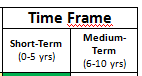 Time Frame
Short-Term
(0-5 yrs)
Medium-
Term
(6-10 yrs)